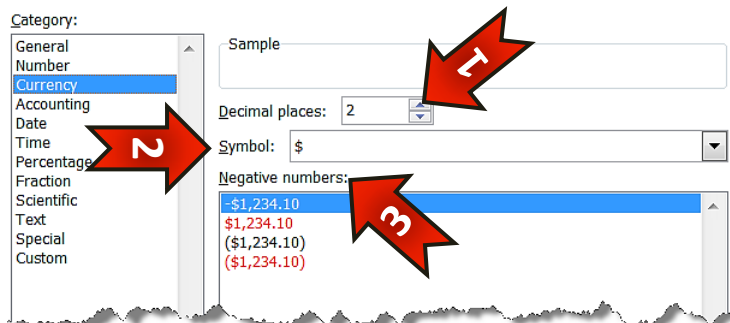 Category:
General
Number
Currency
Accounting
Date
Time
Percentage
Fraction
Scientific
Text
Special
Custom
Sample
1
Decimal places: 2
2
Symbol: $
Negative numbers:
3
-$1,234.10
$1,234.10
($1,234.10)
($1,234.10)